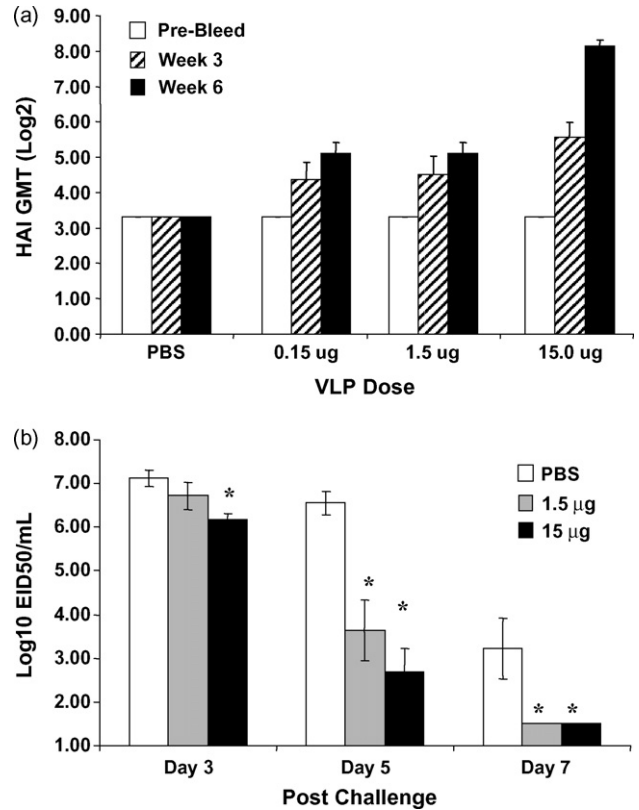 (a)
9.00
8.00
7.00
6.00
5.00
4.00
3.00
2.00
1.00
0.00
HAI GMT (Log2)
Pre-Bleed
Week 3
Week 6
PBS 0.15 ug 1.5 ug 15.0 ug
VLP Dose
(b)
8.00
7.00
6.00
5.00
4.00
3.00
2.00
1.00
Log10 EID50/mL
PBS
1.5 μg
15 μg
*
*
*
* *
Day 3 Day 5 Day 7
Post Challenge